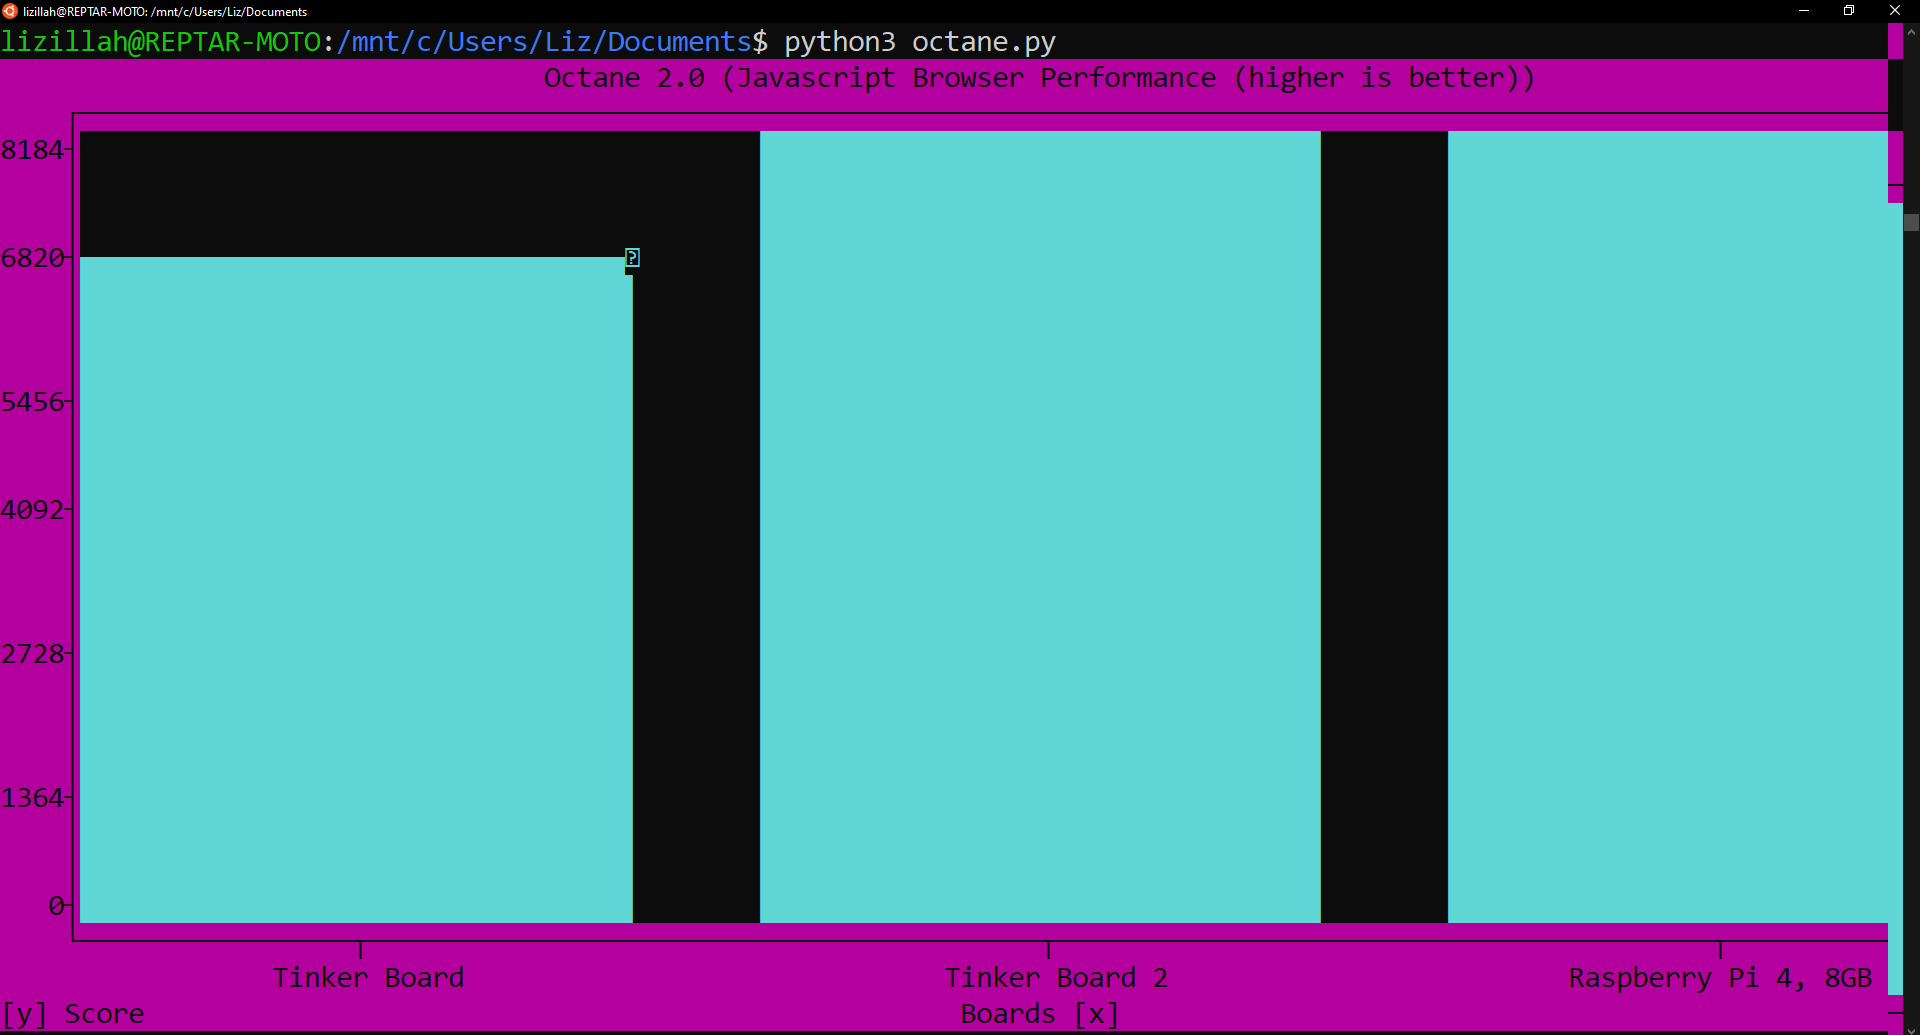 lizillah@REPTAR-MOTO: /mnt/c/Users/Liz/Documents
lizillah@REPTAR-MOTO:/mnt/c/Users/Liz/Documents$ python3 octane.py
Octane 2.0 (Javascript Browser Performance (higher is better))
8184
6820
?
5456
4092
2728
1364
0
Tinker Board Tinker Board 2 Raspberry Pi 4, 8GB
[y] Score Boards [x]